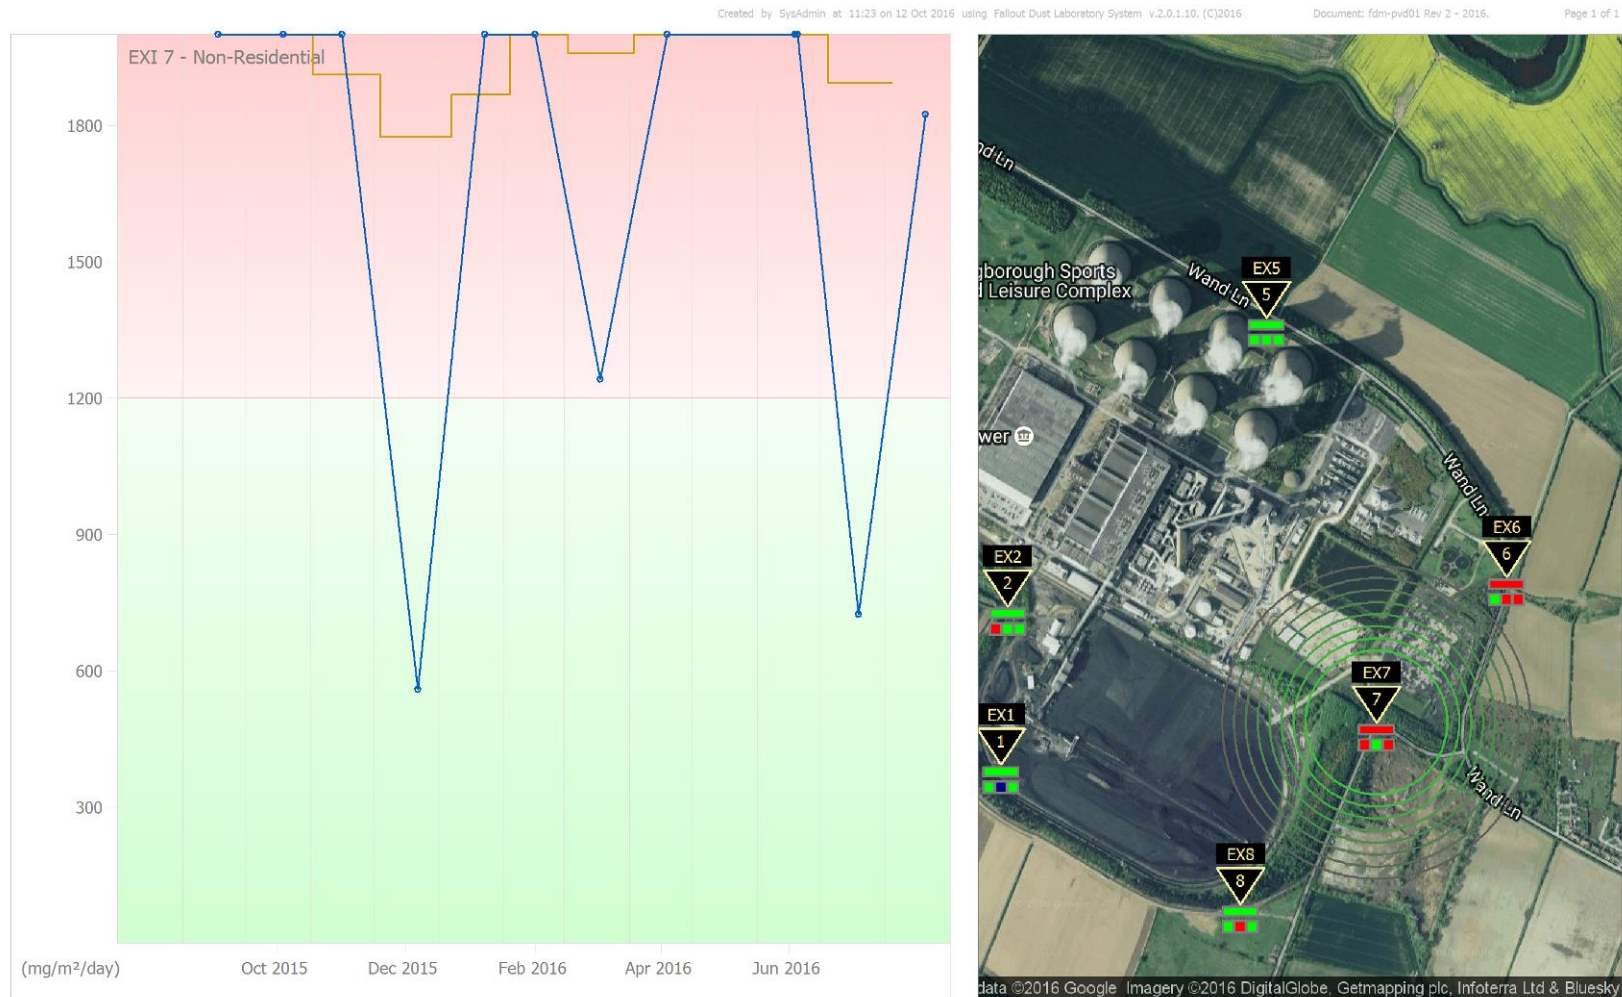 Created by SysAdmin at 11:23 on 12 Oct 2016 using Fallout Dust Laboratory System v.2.0.1.10. (C)2016 Document: fdm-pvd01 Rev 2 - 2016. Page 1 of 1
EXI 7 - Non-Residential
1800
1500
1200
900
600
300
(mg/m²/day)
Oct 2015 Dec 2015 Feb 2016 Apr 2016 Jun 2016
nd-Ln
gborough Sports
d Leisure Complex
Wand Ln
EX5
5
wer
Wand Ln
EX6
6
EX2
2
EX7
7
EX1
1
Wand Ln
EX8
8
data ©2016 Google Imagery ©2016 DigitalGlobe, Getmapping plc, Infoterra Ltd & Bluesky